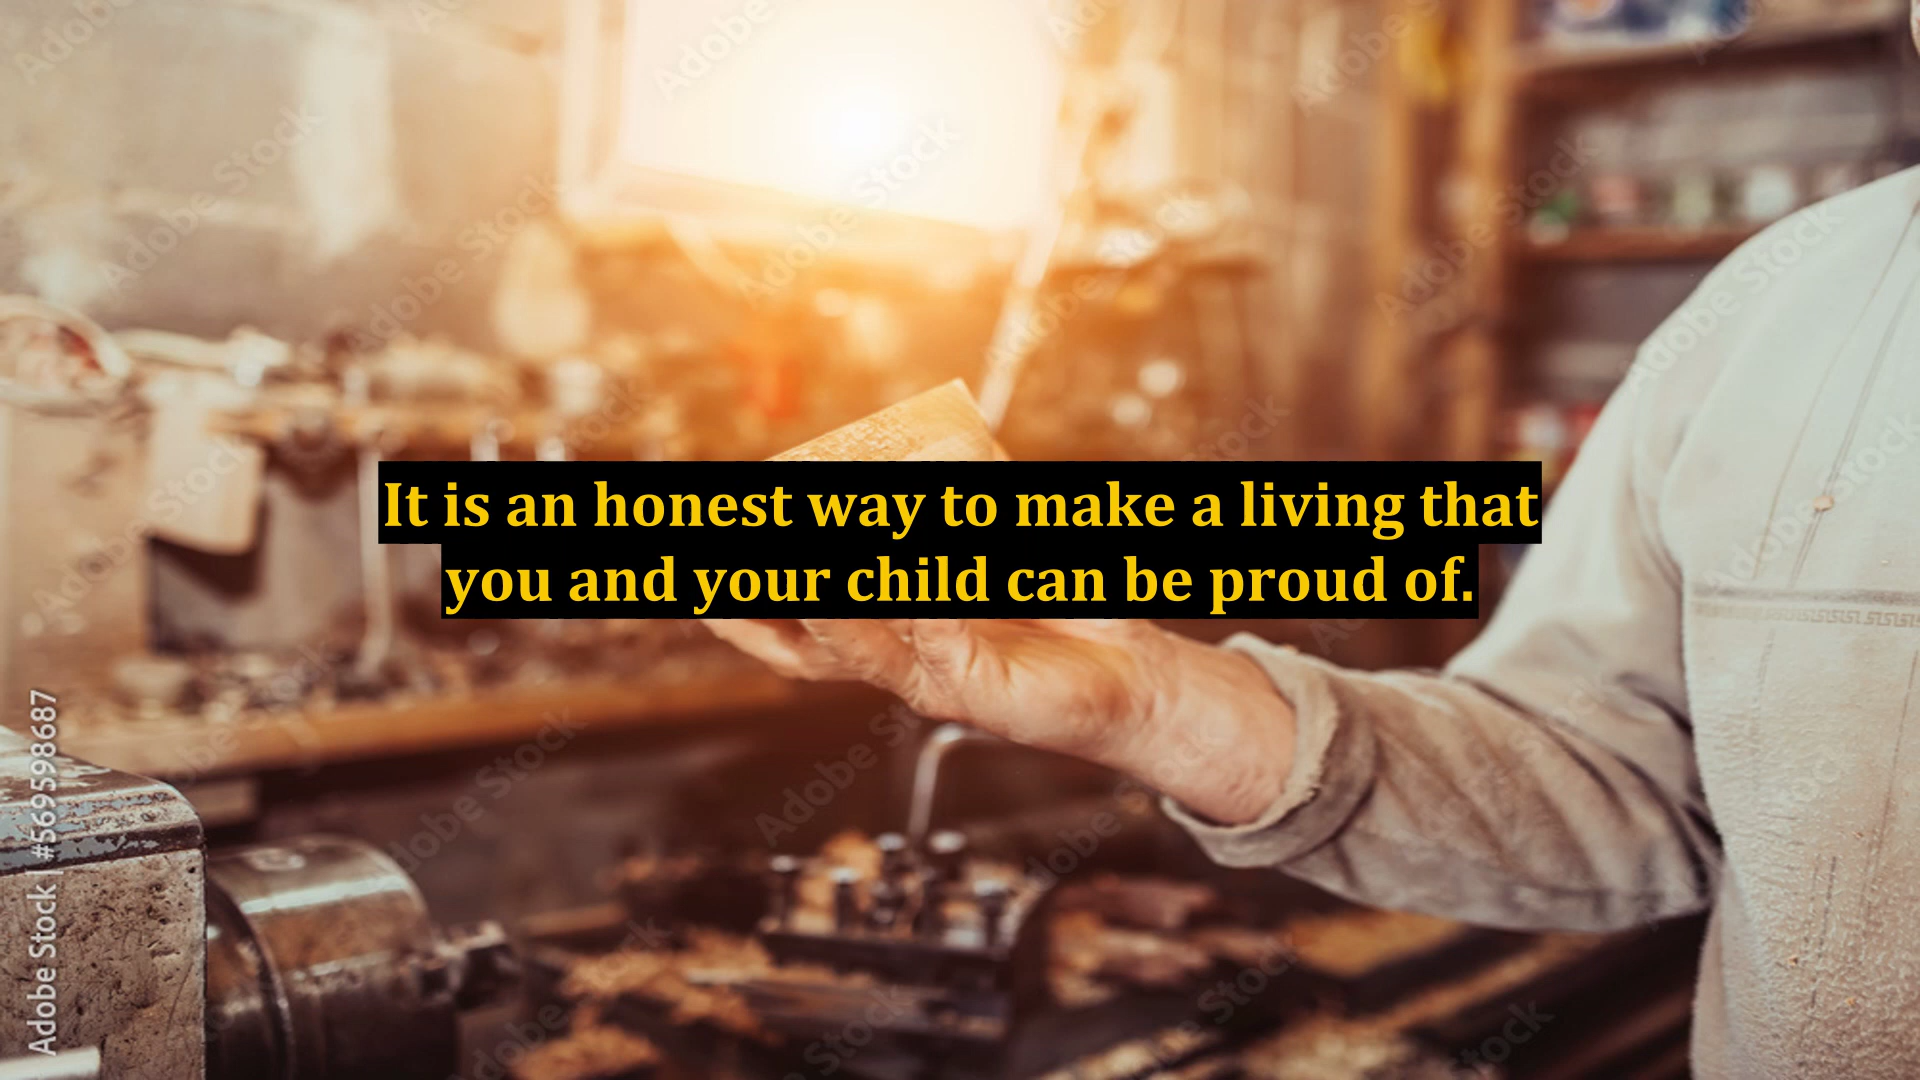 It is an honest way to make a living that
you and your child can be proud of.
Adobe Stock | #569598687